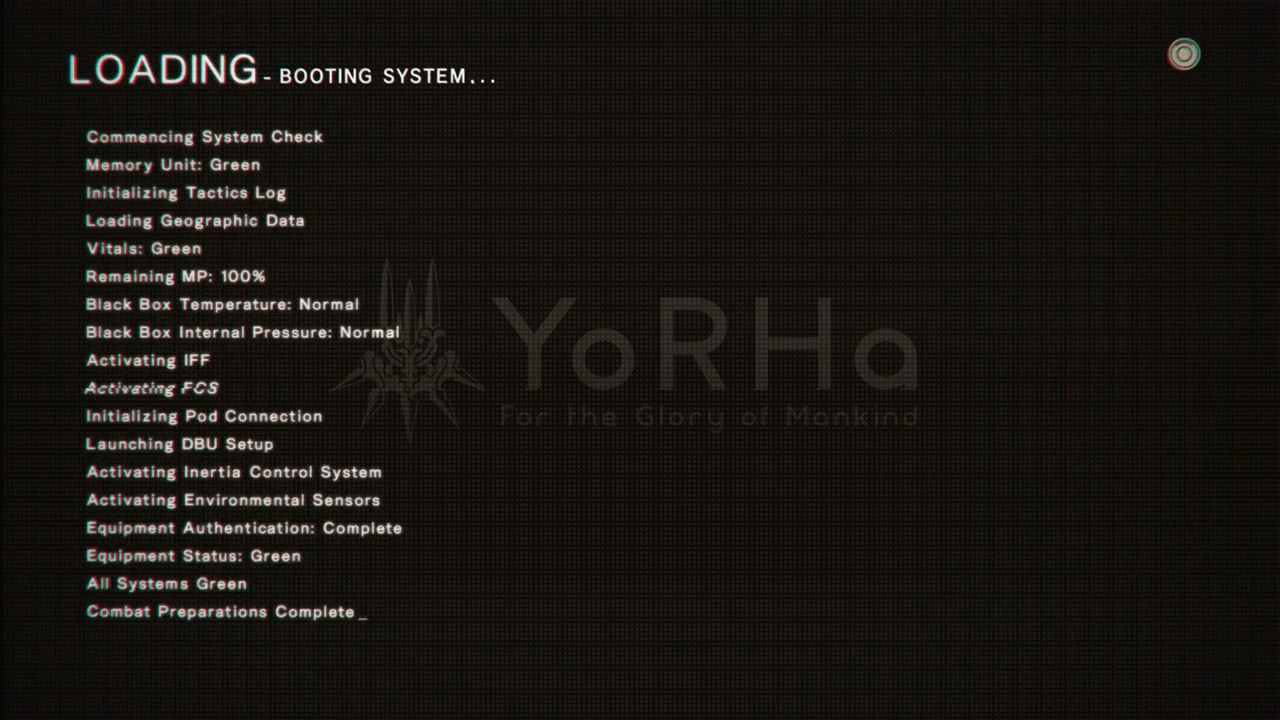 LOADING - BOOTING SYSTEM...
Commencing System Check
Memory Unit: Green
Initializing Tactics Log
Loading Geographic Data
Vitals: Green
Remaining MP: 100%
Black Box Temperature: Normal
Black Box Internal Pressure: Normal
Activating IFF
Activating FCS
Initializing Pod Connection
Launching DBU Setup
Activating Inertia Control System
Activating Environmental Sensors
Equipment Authentication: Complete
Equipment Status: Green
All Systems Green
Combat Preparations Complete_
YoRHa
For the Glory of Mankind